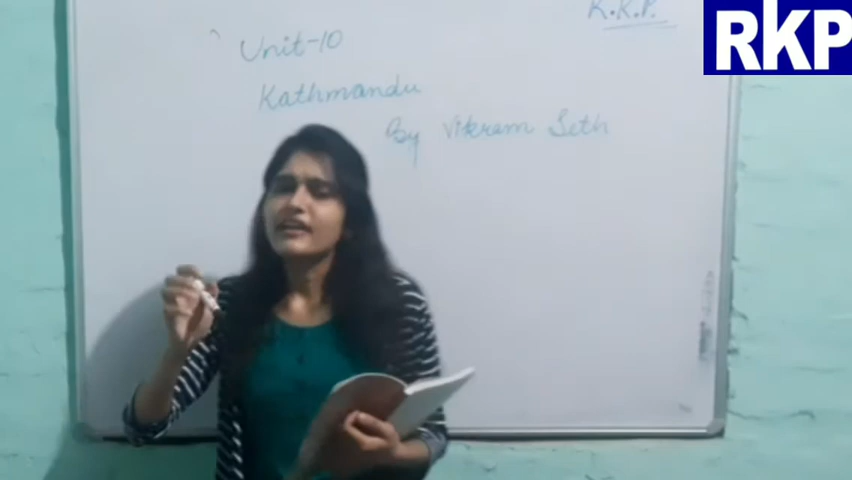 R.K.P.
RKP
Unit-10
Kathmandu
By Vikram Seth